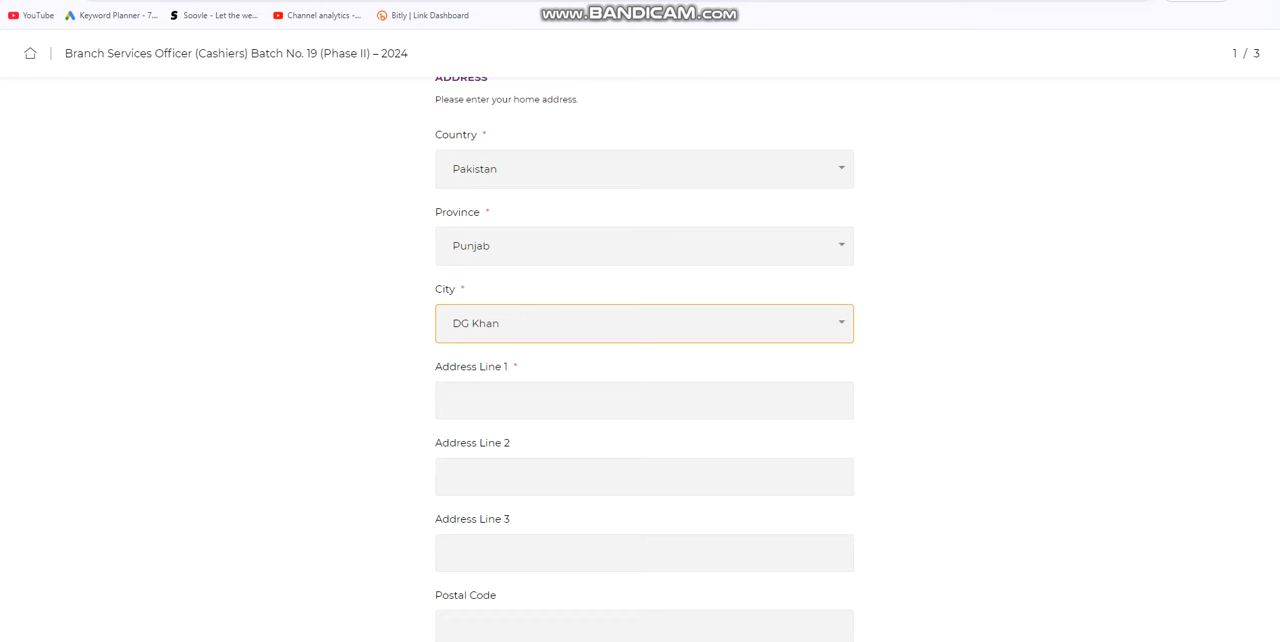 YouTube Keyword Planner - 7... Soovle - Let the we... Channel analytics -... Bitly | Link Dashboard
www.BANDICAM.com
Branch Services Officer (Cashiers) Batch No. 19 (Phase II) – 2024 1 / 3
ADDRESS
Please enter your home address.
Country *
Pakistan
Province *
Punjab
City *
DG Khan
Address Line 1 *
Address Line 2
Address Line 3
Postal Code